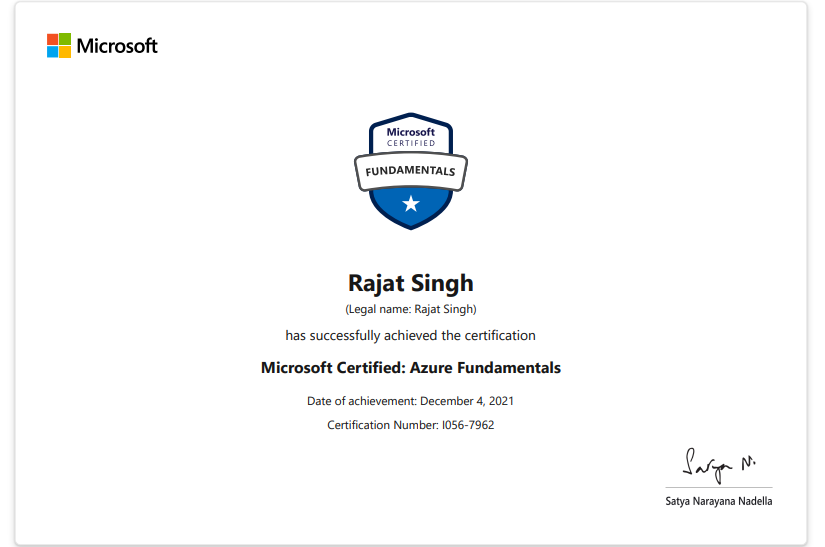 Microsoft
Microsoft
CERTIFIED
FUNDAMENTALS
Rajat Singh
(Legal name: Rajat Singh)
has successfully achieved the certification
Microsoft Certified: Azure Fundamentals
Date of achievement: December 4, 2021
Certification Number: I056-7962
Satya N.
Satya Narayana Nadella